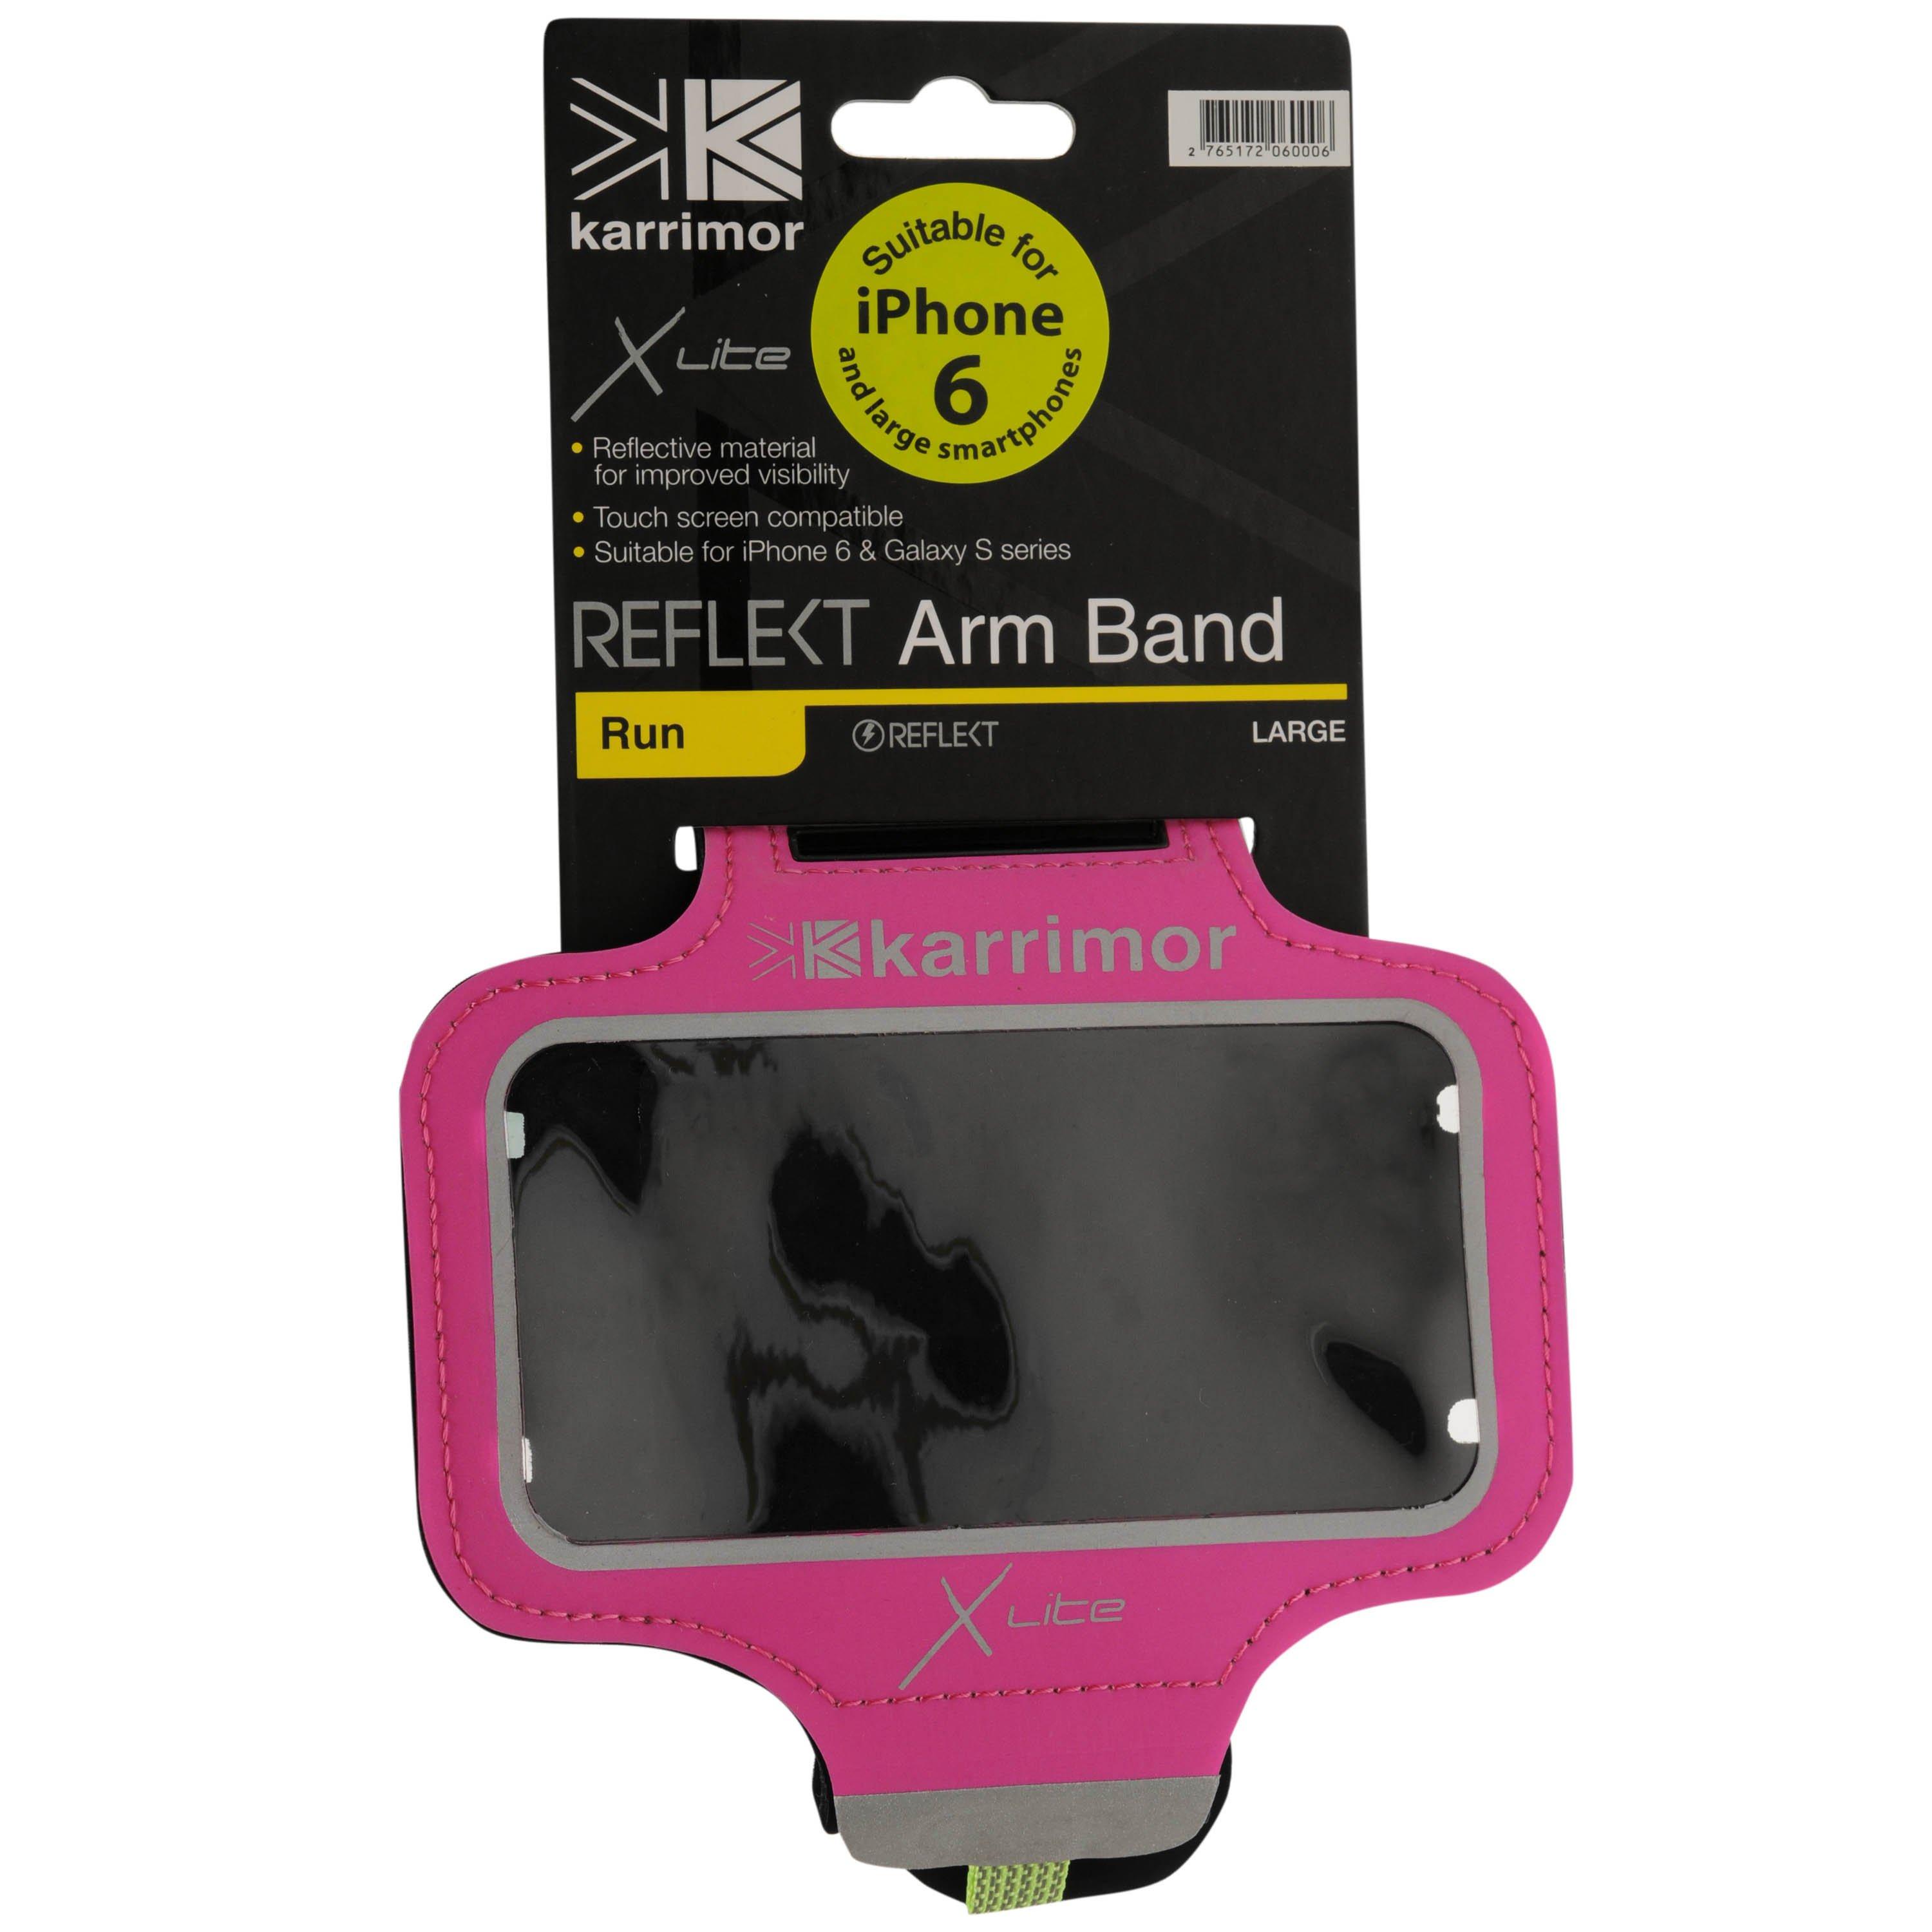 karrimor
2 765172 060006
Suitable for
iPhone
6
and large smartphones
X Lite
Reflective material
for improved visibility
Touch screen compatible
Suitable for iPhone 6 & Galaxy S series
REFLEKT Arm Band
Run
REFLEKT
LARGE
karrimor
X Lite